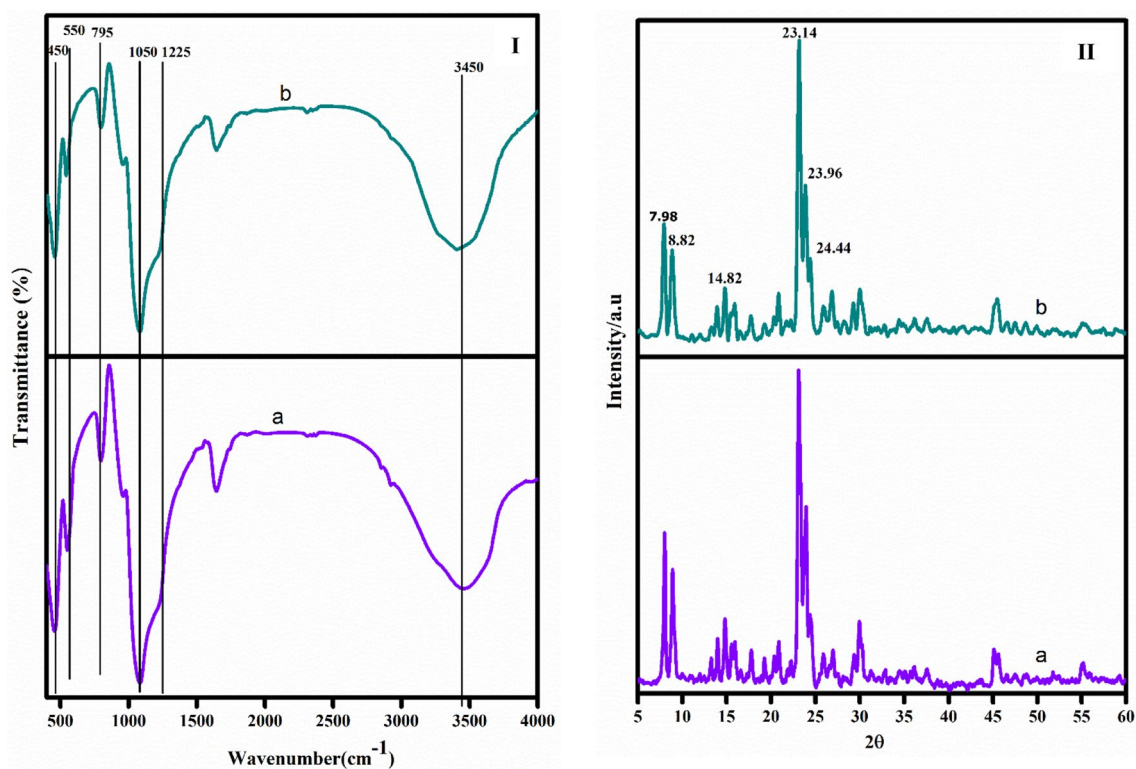 450
550
795
1050
1225
3450
I
b
a
Transmittance (%)
500 1000 1500 2000 2500 3000 3500 4000
Wavenumber(cm-1)
II
23.14
23.96
24.44
7.98
8.82
14.82
b
a
Intensity/a.u
5 10 15 20 25 30 35 40 45 50 55 60
2θ